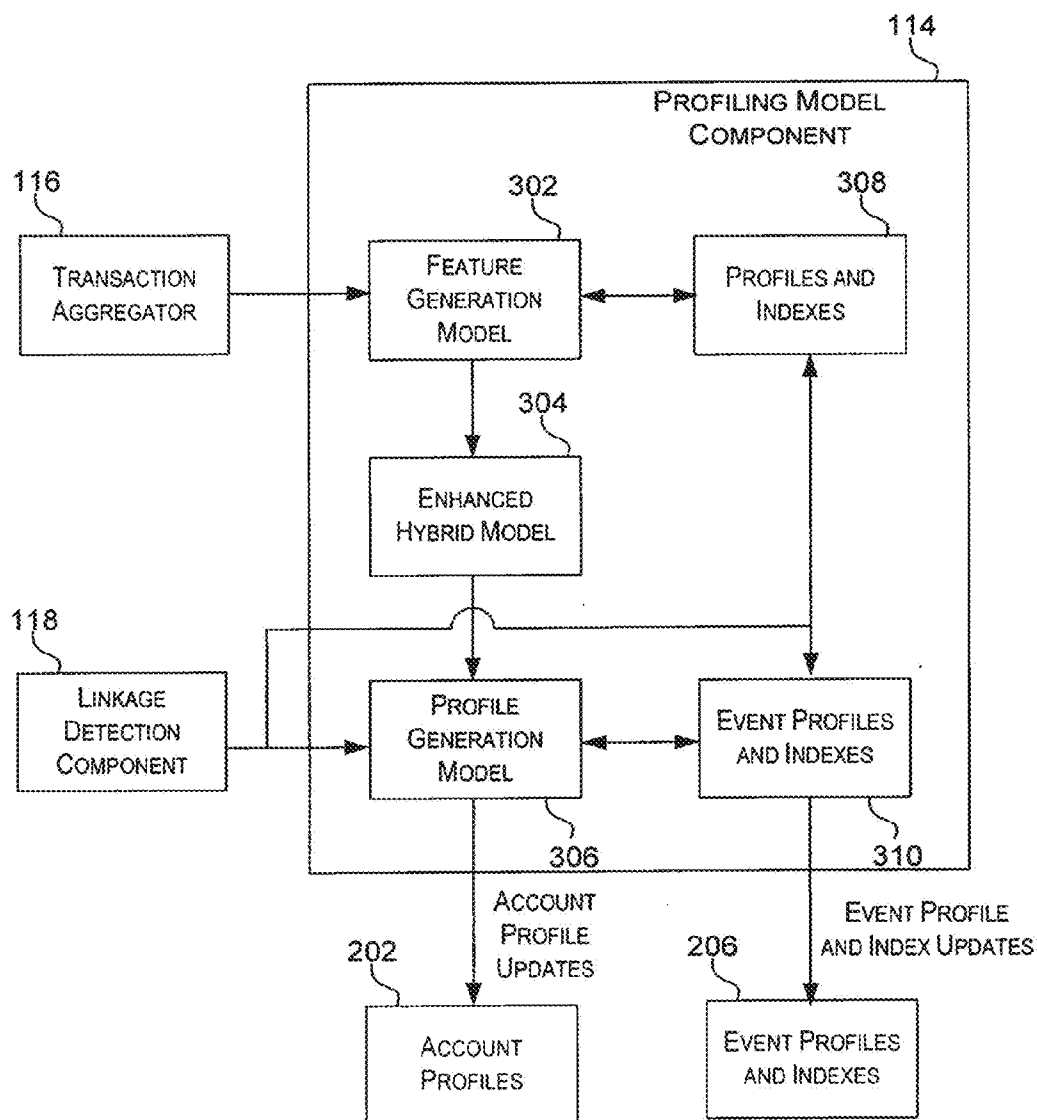 114
PROFILING MODEL
COMPONENT
116
302
308
TRANSACTION
AGGREGATOR
FEATURE
GENERATION
MODEL
PROFILES AND
INDEXES
304
ENHANCED
HYBRID MODEL
118
LINKAGE
DETECTION
COMPONENT
PROFILE
GENERATION
MODEL
EVENT PROFILES
AND INDEXES
306
310
ACCOUNT
PROFILE
UPDATES
EVENT PROFILE
AND INDEX UPDATES
202
206
ACCOUNT
PROFILES
EVENT PROFILES
AND INDEXES